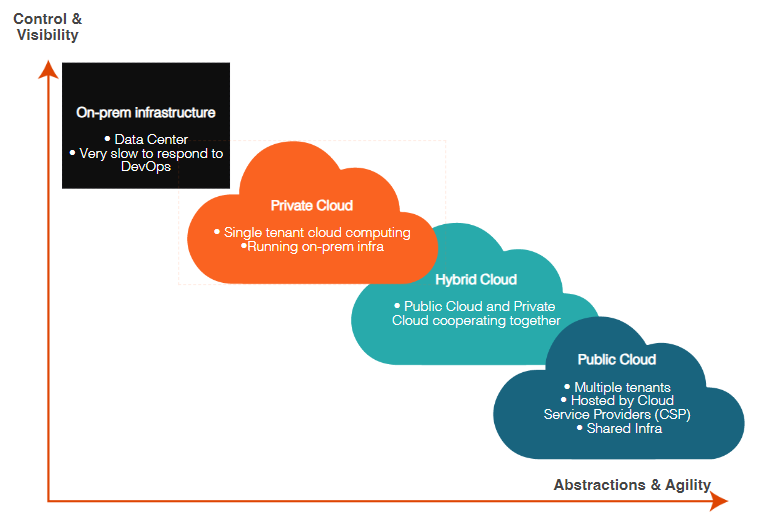 Control &
Visibility
On-prem infrastructure
• Data Center
• Very slow to respond to
DevOps
Private Cloud
• Single tenant cloud computing
•Running on-prem infra
Hybrid Cloud
• Public Cloud and Private
Cloud cooperating together
Public Cloud
• Multiple tenants
• Hosted by Cloud
Service Providers (CSP)
• Shared Infra
Abstractions & Agility